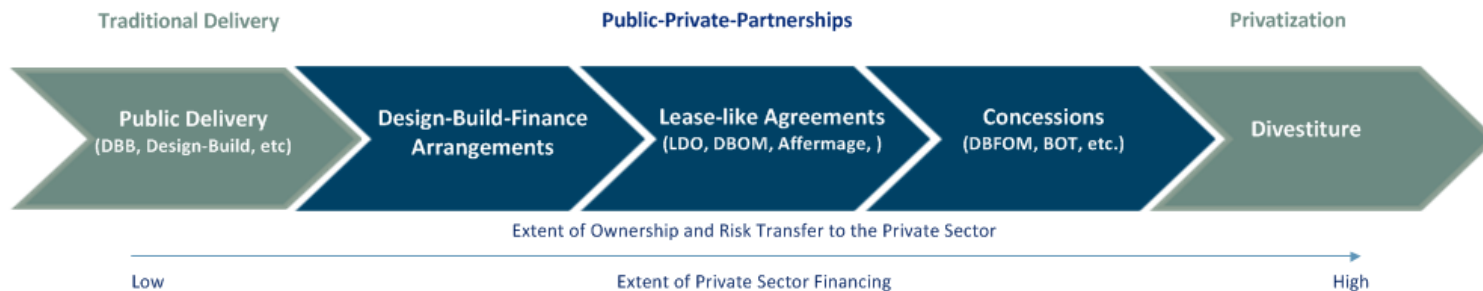 Traditional Delivery
Public-Private-Partnerships
Privatization
Public Delivery
(DBB, Design-Build, etc)
Design-Build-Finance
Arrangements
Lease-like Agreements
(LDO, DBOM, Affermage, )
Concessions
(DBFOM, BOT, etc.)
Divestiture
Extent of Ownership and Risk Transfer to the Private Sector
Low
Extent of Private Sector Financing
High